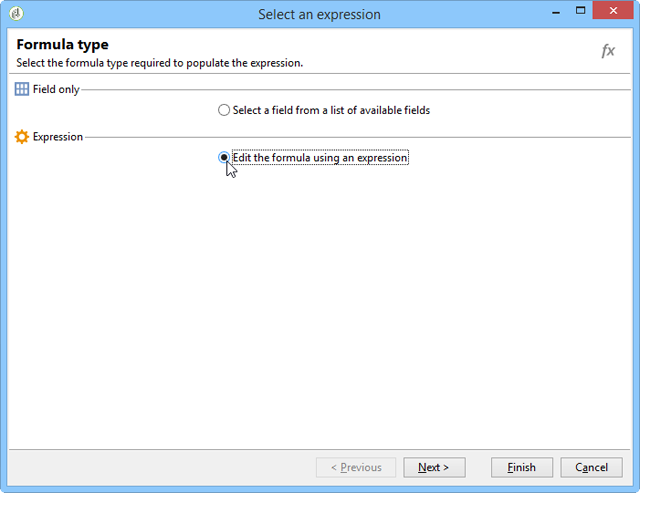 Select an expression
Formula type
Select the formula type required to populate the expression.
fx
Field only
Select a field from a list of available fields
Expression
Edit the formula using an expression
< Previous
Next >
Finish
Cancel